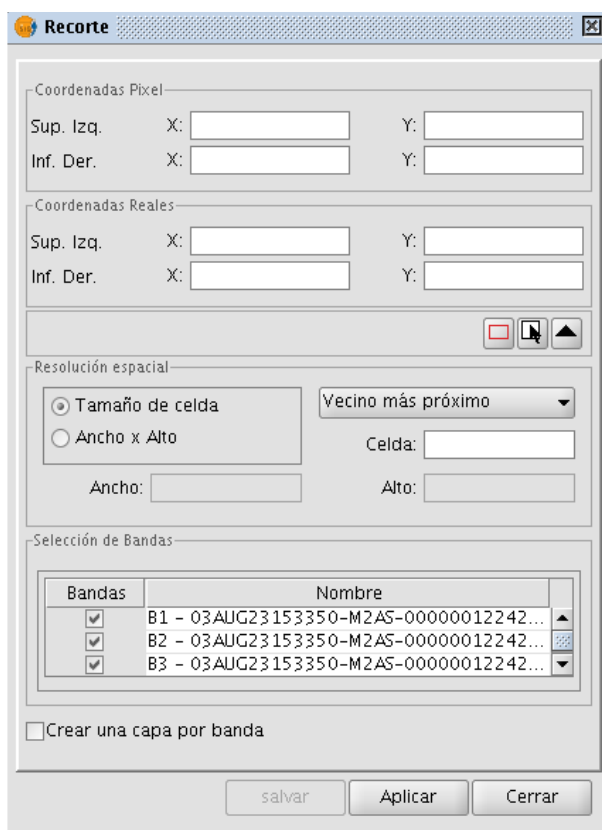 Recorte
Coordenadas Pixel
Sup. Izq. X: Y:
Inf. Der. X: Y:
Coordenadas Reales
Sup. Izq. X: Y:
Inf. Der. X: Y:
Resolución espacial
Tamaño de celda Vecino más próximo
Ancho x Alto Celda:
Ancho: Alto:
Selección de Bandas
Bandas Nombre
B1 - 03AUG23153350-M2AS-00000012242...
B2 - 03AUG23153350-M2AS-00000012242...
B3 - 03AUG23153350-M2AS-00000012242...
Crear una capa por banda
salvar Aplicar Cerrar